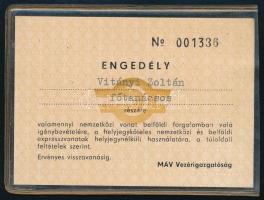 Nº 001336
ENGEDÉLY
Vitányi Zoltán
főtanácsos
részére
valamennyi nemzetközi vonat belföldi forgalomban való
igénybevételére, a helyjegyköteles nemzetközi és belföldi
expresszvonatok helyjegynélküli használatára, a túloldali
feltételek szerint.
Érvényes visszavonásig.
MÁV Vezérigazgatóság